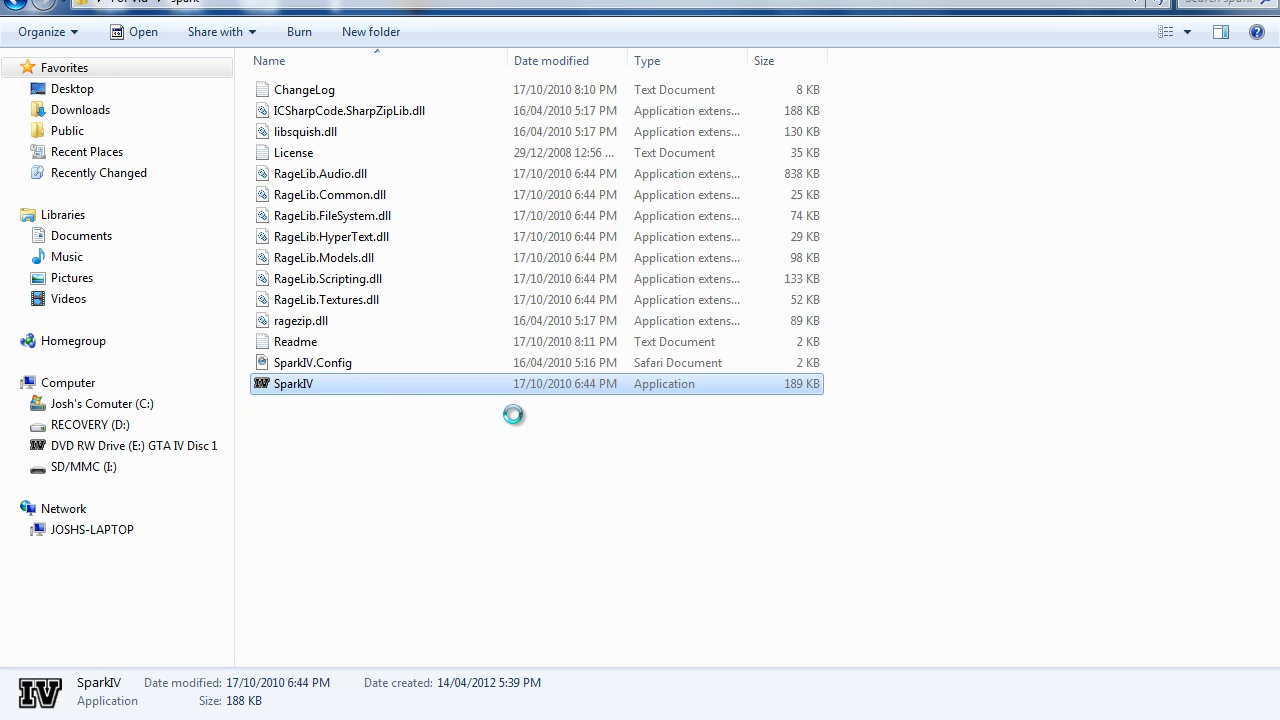 For Vid spark Search spark
Organize Open Share with Burn New folder
Name Date modified Type Size
Favorites
Desktop
Downloads
Public
Recent Places
Recently Changed
Libraries
Documents
Music
Pictures
Videos
Homegroup
Computer
Josh's Comuter (C:)
RECOVERY (D:)
DVD RW Drive (E:) GTA IV Disc 1
SD/MMC (I:)
Network
JOSHS-LAPTOP
ChangeLog 17/10/2010 8:10 PM Text Document 8 KB
ICSharpCode.SharpZipLib.dll 16/04/2010 5:17 PM Application extens... 188 KB
libsquish.dll 16/04/2010 5:17 PM Application extens... 130 KB
License 29/12/2008 12:56 ... Text Document 35 KB
RageLib.Audio.dll 17/10/2010 6:44 PM Application extens... 838 KB
RageLib.Common.dll 17/10/2010 6:44 PM Application extens... 25 KB
RageLib.FileSystem.dll 17/10/2010 6:44 PM Application extens... 74 KB
RageLib.HyperText.dll 17/10/2010 6:44 PM Application extens... 29 KB
RageLib.Models.dll 17/10/2010 6:44 PM Application extens... 98 KB
RageLib.Scripting.dll 17/10/2010 6:44 PM Application extens... 133 KB
RageLib.Textures.dll 17/10/2010 6:44 PM Application extens... 52 KB
ragezip.dll 16/04/2010 5:17 PM Application extens... 89 KB
Readme 17/10/2010 8:11 PM Text Document 2 KB
SparkIV.Config 16/04/2010 5:16 PM Safari Document 2 KB
IV SparkIV 17/10/2010 6:44 PM Application 189 KB
IV
SparkIV Date modified: 17/10/2010 6:44 PM Date created: 14/04/2012 5:39 PM
Application Size: 188 KB